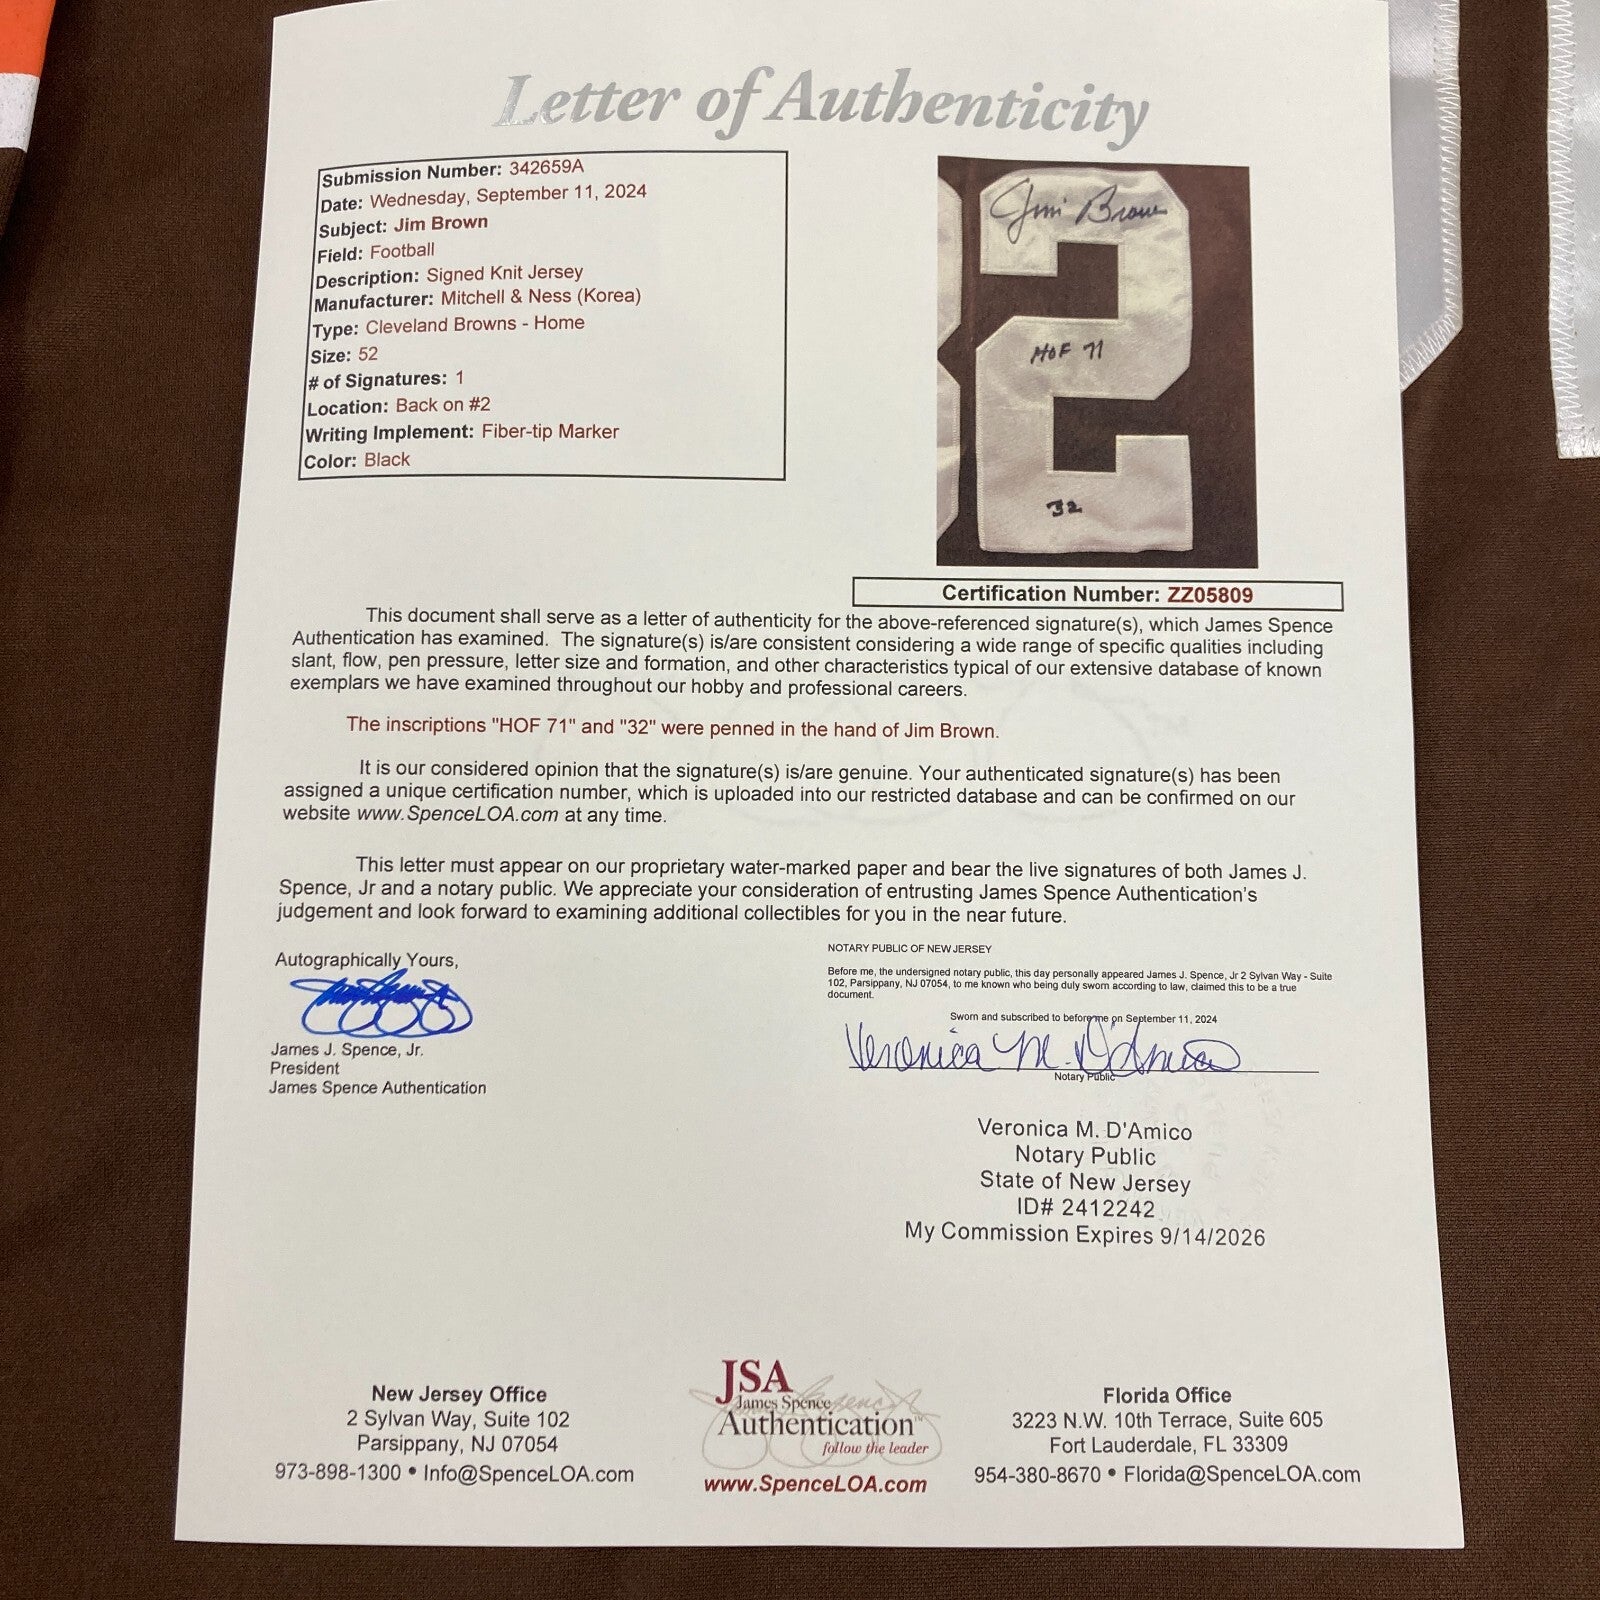 Letter of Authenticity
Submission Number: 342659A
Date: Wednesday, September 11, 2024
Subject: Jim Brown
Field: Football
Description: Signed Knit Jersey
Manufacturer: Mitchell & Ness (Korea)
Type: Cleveland Browns - Home
Size: 52
# of Signatures: 1
Location: Back on #2
Writing Implement: Fiber-tip Marker
Color: Black
2
Jim Brown
HOF 71
32
Certification Number: ZZ05809
This document shall serve as a letter of authenticity for the above-referenced signature(s), which James Spence
Authentication has examined. The signature(s) is/are consistent considering a wide range of specific qualities including
slant, flow, pen pressure, letter size and formation, and other characteristics typical of our extensive database of known
exemplars we have examined throughout our hobby and professional careers.
The inscriptions "HOF 71" and "32" were penned in the hand of Jim Brown.
It is our considered opinion that the signature(s) is/are genuine. Your authenticated signature(s) has been
assigned a unique certification number, which is uploaded into our restricted database and can be confirmed on our
website www.SpenceLOA.com at any time.
This letter must appear on our proprietary water-marked paper and bear the live signatures of both James J.
Spence, Jr and a notary public. We appreciate your consideration of entrusting James Spence Authentication's
judgement and look forward to examining additional collectibles for you in the near future.
Autographically Yours,
James J. Spence, Jr.
President
James Spence Authentication
NOTARY PUBLIC OF NEW JERSEY
Before me, the undersigned notary public, this day personally appeared James J. Spence, Jr 2 Sylvan Way - Suite
102, Parsippany, NJ 07054, to me known who being duly sworn according to law, claimed this to be a true
document.
Sworn and subscribed to before me on September 11, 2024
Veronica M. D'Amico
Notary Public
Veronica M. D'Amico
Notary Public
State of New Jersey
ID# 2412242
My Commission Expires 9/14/2026
New Jersey Office
2 Sylvan Way, Suite 102
Parsippany, NJ 07054
973-898-1300 • Info@SpenceLOA.com
JSA
James Spence
Authentication™
follow the leader
www.SpenceLOA.com
Florida Office
3223 N.W. 10th Terrace, Suite 605
Fort Lauderdale, FL 33309
954-380-8670 • Florida@SpenceLOA.com